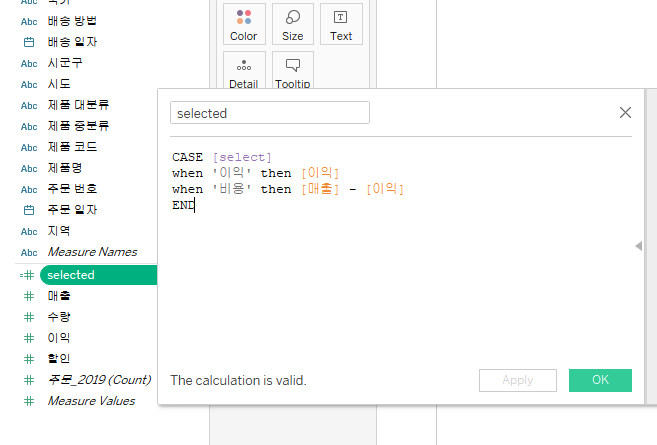 국가
Abc 배송 방법
배송 일자
Abc 시군구
Abc 시도
Abc 제품 대분류
Abc 제품 중분류
Abc 제품 코드
Abc 제품명
Abc 주문 번호
주문 일자
Abc 지역
Abc Measure Names
=# selected
# 매출
# 수량
# 이익
# 할인
# 주문_2019 (Count)
# Measure Values
Color Size Text
Detail Tooltip
selected
CASE [select]
when '이익' then [이익]
when '비용' then [매출] - [이익]
END
The calculation is valid.
Apply OK